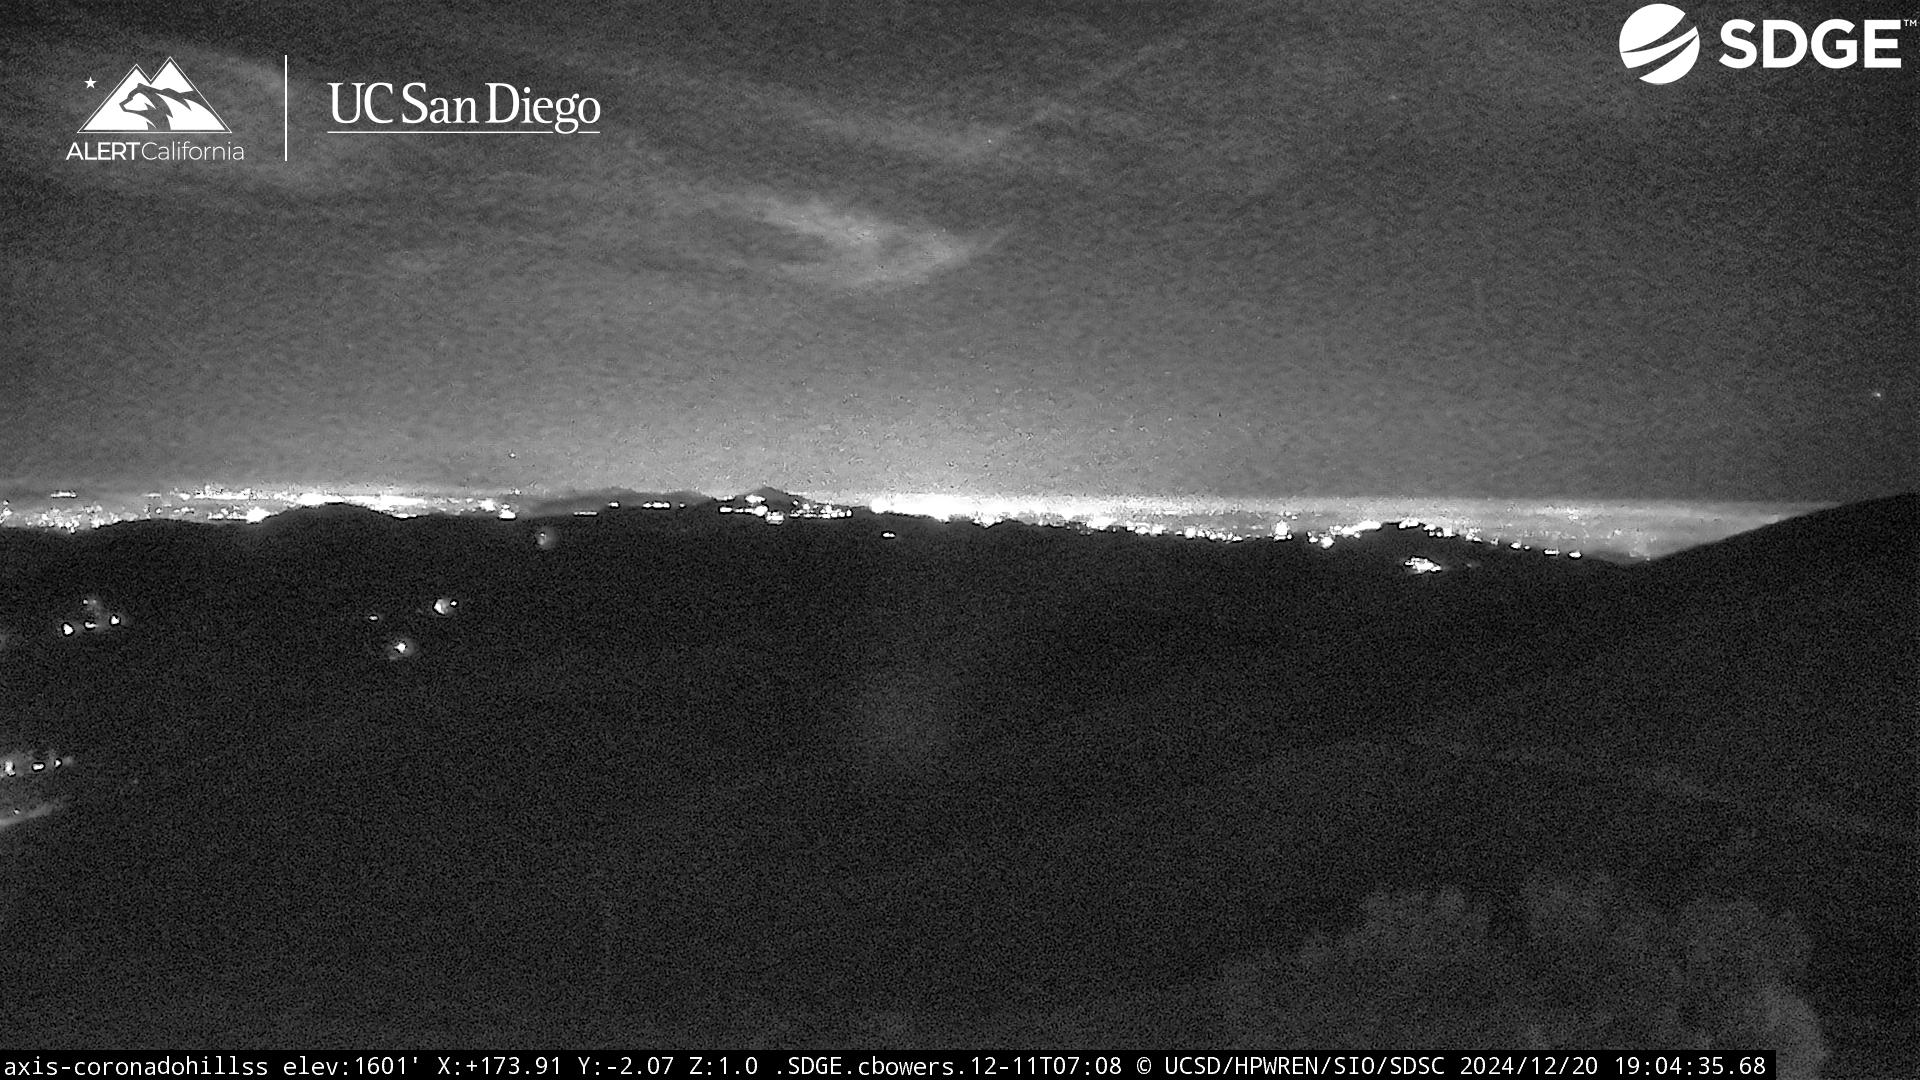 ALERTCalifornia
UC San Diego
SDGE™
axis-coronadohillss elev:1601' X:+173.91 Y:-2.07 Z:1.0 .SDGE.cbowers.12-11T07:08 © UCSD/HPWREN/SIO/SDSC 2024/12/20 19:04:35.68